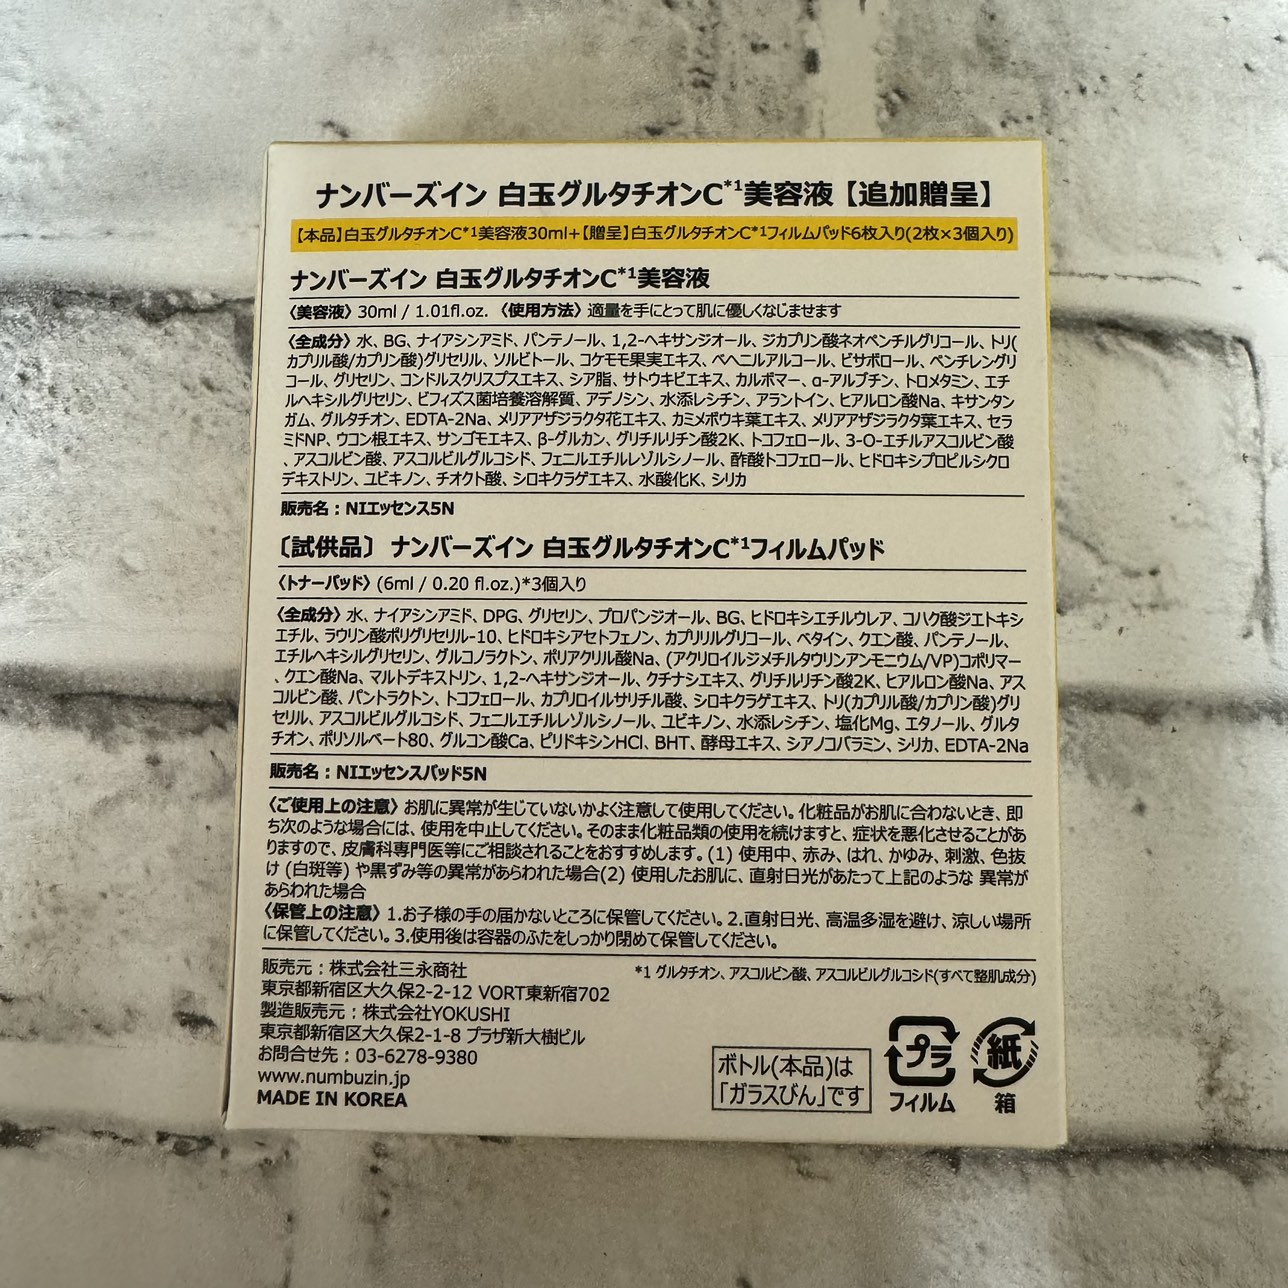 ナンバーズイン 白玉グルタチオンC*1美容液【追加贈呈】
【本品】白玉グルタチオンC*1美容液30ml+【贈呈】白玉グルタチオンC*1フィルムパッド6枚入り(2枚×3個入り)
ナンバーズイン 白玉グルタチオンC*1美容液
〈美容液〉30ml / 1.01fl.oz. 〈使用方法〉適量を手にとって肌に優しくなじませます
〈全成分〉水、BG、ナイアシンアミド、パンテノール、1,2-ヘキサンジオール、ジカプリン酸ネオペンチルグリコール、トリ(
カプリル酸/カプリン酸)グリセリル、ソルビトール、コケモモ果実エキス、ベヘニルアルコール、ビサボロール、ペンチレングリ
コール、グリセリン、コンドルスクリスプスエキス、シア脂、サトウキビエキス、カルボマー、α-アルブチン、トロメタミン、エチ
ルヘキシルグリセリン、ビフィズス菌培養溶解質、アデノシン、水添レシチン、アラントイン、ヒアルロン酸Na、キサンタン
ガム、グルタチオン、EDTA-2Na、メリアアザジラクタ花エキス、カミメボウキ葉エキス、メリアアザジラクタ葉エキス、セラ
ミドNP、ウコン根エキス、サンゴモエキス、β-グルカン、グリチルリチン酸2K、トコフェロール、3-O-エチルアスコルビン酸
、アスコルビン酸、アスコルビルグルコシド、フェニルエチルレゾルシノール、酢酸トコフェロール、ヒドロキシプロピルシクロ
デキストリン、ユビキノン、チオクト酸、シロキクラゲエキス、水酸化K、シリカ
販売名：NIエッセンス5N
〔試供品〕ナンバーズイン 白玉グルタチオンC*1フィルムパッド
〈トナーパッド〉(6ml / 0.20 fl.oz.)*3個入り
〈全成分〉水、ナイアシンアミド、DPG、グリセリン、プロパンジオール、BG、ヒドロキシエチルウレア、コハク酸ジエトキシ
エチル、ラウリン酸ポリグリセリル-10、ヒドロキシアセトフェノン、カプリリルグリコール、ベタイン、クエン酸、パンテノール、
エチルヘキシルグリセリン、グルコノラクトン、ポリアクリル酸Na、(アクリロイルジメチルタウリンアンモニウム/VP)コポリマー
、クエン酸Na、マルトデキストリン、1,2-ヘキサンジオール、クチナシエキス、グリチルリチン酸2K、ヒアルロン酸Na、アス
コルビン酸、パントラクトン、トコフェロール、カプリロイルサリチル酸、シロキクラゲエキス、トリ(カプリル酸/カプリン酸)グリ
セリル、アスコルビルグルコシド、フェニルエチルレゾルシノール、ユビキノン、水添レシチン、塩化Mg、エタノール、グルタ
チオン、ポリソルベート80、グルコン酸Ca、ピリドキシンHCl、BHT、酵母エキス、シアノコバラミン、シリカ、EDTA-2Na
販売名：NIエッセンスパッド5N
〈ご使用上の注意〉お肌に異常が生じていないかよく注意して使用してください。化粧品がお肌に合わないとき、即
ち次のような場合には、使用を中止してください。そのまま化粧品類の使用を続けますと、症状を悪化させることがあ
りますので、皮膚科専門医等にご相談されることをおすすめします。(1) 使用中、赤み、はれ、かゆみ、刺激、色抜
け (白斑等) や黒ずみ等の異常があらわれた場合(2) 使用したお肌に、直射日光があたって上記のような 異常が
あらわれた場合
〈保管上の注意〉1.お子様の手の届かないところに保管してください。2.直射日光、高温多湿を避け、涼しい場所
に保管してください。3.使用後は容器のふたをしっかり閉めて保管してください。
販売元：株式会社三永商社
*1 グルタチオン、アスコルビン酸、アスコルビルグルコシド(すべて整肌成分)
東京都新宿区大久保2-2-12 VORT東新宿702
製造販売元：株式会社YOKUSHI
東京都新宿区大久保2-1-8 プラザ新大樹ビル
お問合せ先：03-6278-9380
www.numbuzin.jp
MADE IN KOREA
ボトル(本品)は
「ガラスびん」です
プラ
フィルム
紙
箱